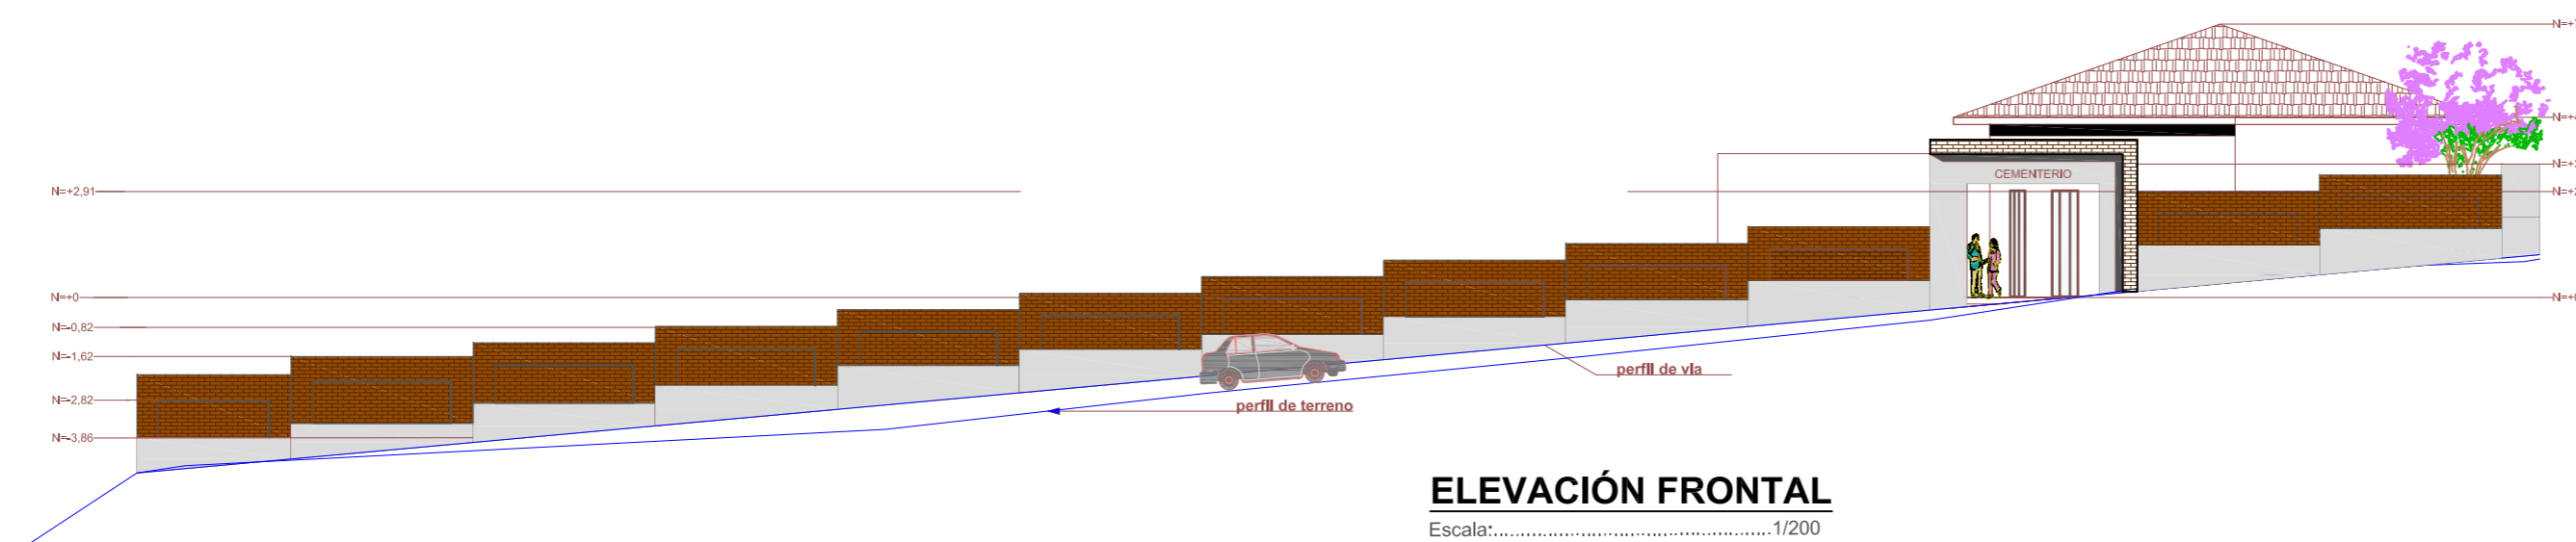 N=+2,91
N=+0
N=-0,82
N=-1,62
N=-2,82
N=-3,86
CEMENTERIO
perfil de vía
perfil de terreno
ELEVACIÓN FRONTAL
Escala:......................................................1/200